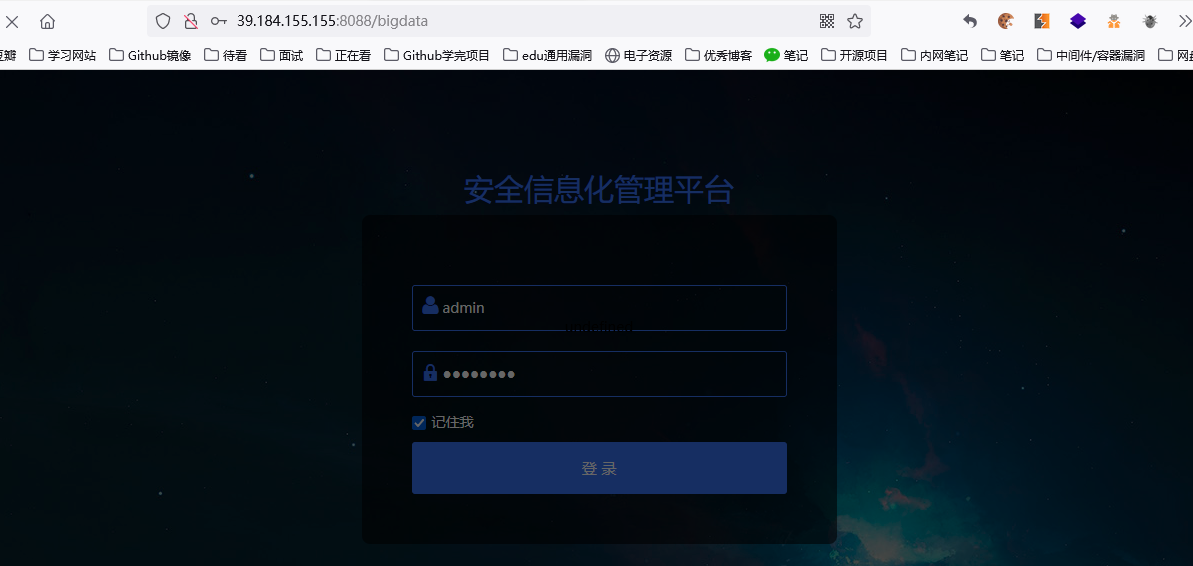 39.184.155.155:8088/bigdata
学习网站 Github镜像 待看 面试 正在看 Github学完项目 edu通用漏洞 电子资源 优秀博客 笔记 开源项目 内网笔记 笔记 中间件/容器漏洞
安全信息化管理平台
admin
●●●●●●●●
记住我
登 录